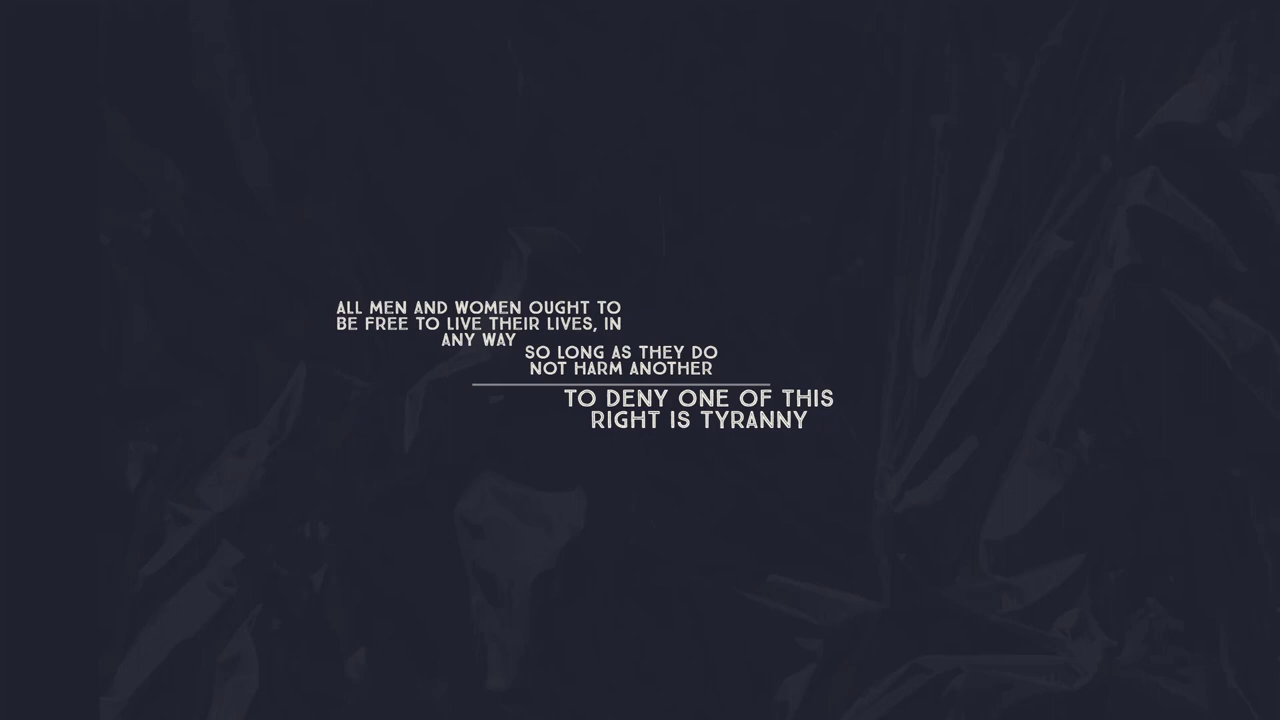 ALL MEN AND WOMEN OUGHT TO
BE FREE TO LIVE THEIR LIVES, IN
ANY WAY
SO LONG AS THEY DO
NOT HARM ANOTHER
TO DENY ONE OF THIS
RIGHT IS TYRANNY